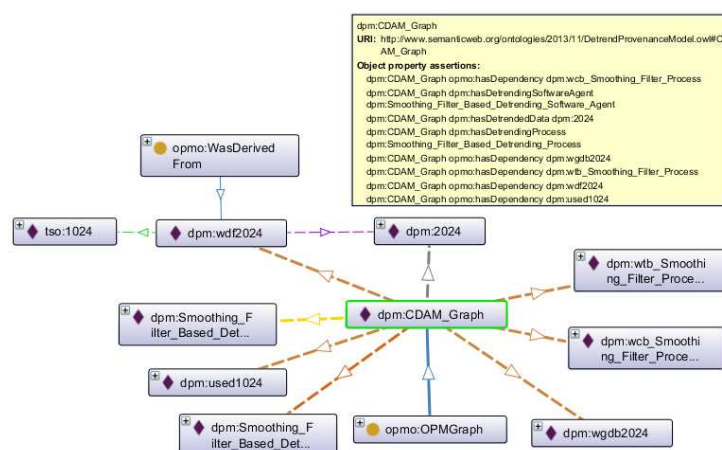 dpm:CDAM_Graph
URI: http://www.semanticweb.org/ontologies/2013/11/DetrendProvenanceModel.owl#C
AM_Graph
Object property assertions:
dpm:CDAM_Graph opmo:hasDependency dpm:wcb_Smoothing_Filter_Process
dpm:CDAM_Graph dpm:hasDetrendingSoftwareAgent
dpm:Smoothing_Filter_Based_Detrending_Software_Agent
dpm:CDAM_Graph dpm:hasDetrendedData dpm:2024
dpm:CDAM_Graph dpm:hasDetrendingProcess
dpm:Smoothing_Filter_Based_Detrending_Process
dpm:CDAM_Graph opmo:hasDependency dpm:wgdb2024
dpm:CDAM_Graph opmo:hasDependency dpm:wtb_Smoothing_Filter_Process
dpm:CDAM_Graph opmo:hasDependency dpm:wdf2024
dpm:CDAM_Graph opmo:hasDependency dpm:used1024
opmo:WasDerived
From
tso:1024
dpm:wdf2024
dpm:2024
dpm:wtb_Smoothi
ng_Filter_Proce...
dpm:Smoothing_F
ilter_Based_Det...
dpm:CDAM_Graph
dpm:wcb_Smoothi
ng_Filter_Proce...
dpm:used1024
dpm:Smoothing_F
ilter_Based_Det...
opmo:OPMGraph
dpm:wgdb2024